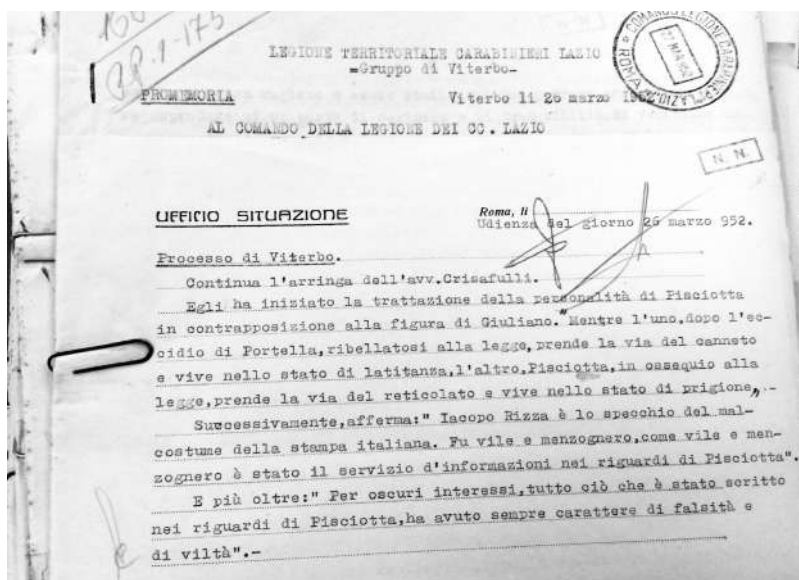 160
CP.1-175
LEGIONE TERRITORIALE CARABINIERI LAZIO
=Gruppo di Viterbo=
PROMEMORIA Viterbo li 26 marzo 1952
AL COMANDO DELLA LEGIONE DEI CC. LAZIO
N. N.
UFFICIO SITUAZIONE Roma, li
Udienza del giorno 26 marzo 952.
Processo di Viterbo.
Continua l'arringa dell'avv.Crisafulli.
Egli ha iniziato la trattazione della personalità di Pisciotta
in contrapposizione alla figura di Giuliano. "Mentre l'uno,dopo l'ec-
cidio di Portella,ribellatosi alla legge,prende la via del canneto
e vive nello stato di latitanza,l'altro,Pisciotta,in ossequio alla
legge,prende la via del reticolato e vive nello stato di prigione".-
Successivamente,afferma:" Iacopo Rizza è lo specchio del mal-
costume della stampa italiana. Fu vile e menzognero,come vile e men-
zognero è stato il servizio d'informazioni nei riguardi di Pisciotta".
E più oltre:" Per oscuri interessi,tutto ciò che è stato scritto
nei riguardi di Pisciotta,ha avuto sempre carattere di falsità e
di viltà".-